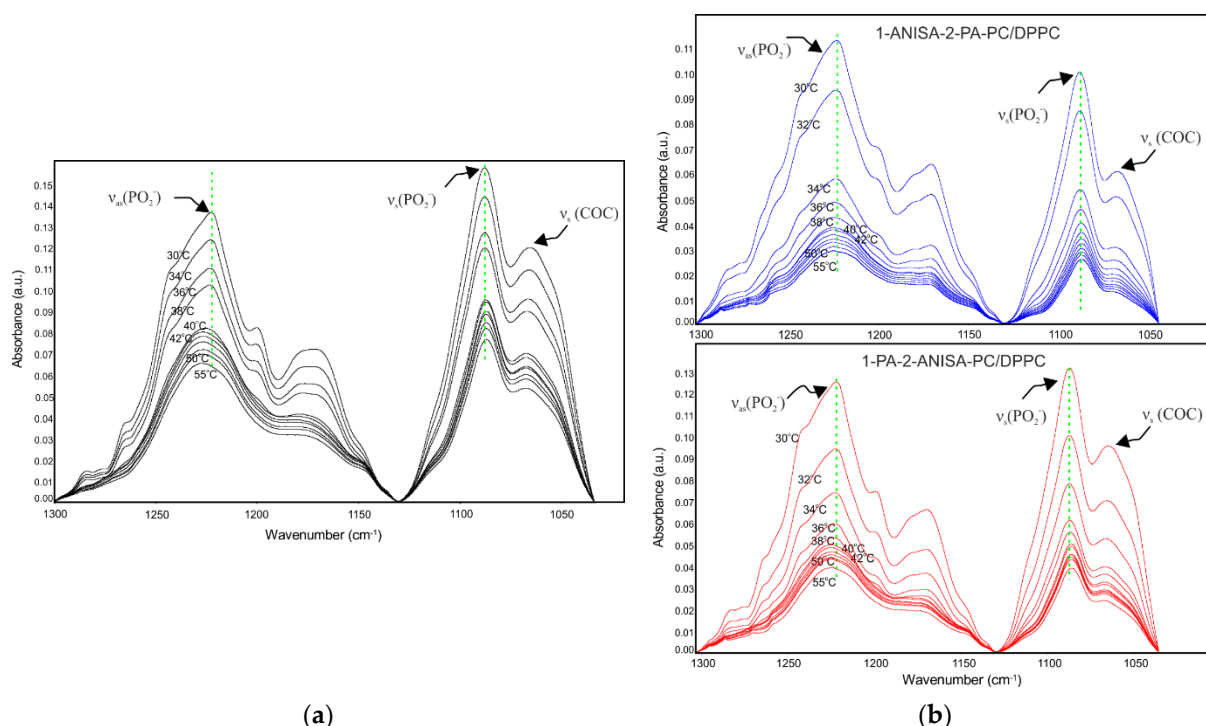 νas(PO2-)
νs(PO2-)
νs (COC)
Absorbance (a.u.)
0.15
0.14
0.13
0.12
0.11
0.10
0.09
0.08
0.07
0.06
0.05
0.04
0.03
0.02
0.01
0.00
30°C
34°C
36°C
38°C
40°C
42°C
50°C
55°C
1300 1250 1200 1150 1100 1050
Wavenumber (cm-1)
(a)
1-ANISA-2-PA-PC/DPPC
νas(PO2-)
νs(PO2-)
νs (COC)
Absorbance (a.u.)
0.11
0.10
0.09
0.08
0.07
0.06
0.05
0.04
0.03
0.02
0.01
0.00
30°C
32°C
34°C
36°C
38°C
40°C
42°C
50°C
55°C
1300 1250 1200 1150 1100 1050
1-PA-2-ANISA-PC/DPPC
νas(PO2-)
νs(PO2-)
νs (COC)
Absorbance (a.u.)
0.13
0.12
0.11
0.10
0.09
0.08
0.07
0.06
0.05
0.04
0.03
0.02
0.01
0.00
30°C
32°C
34°C
36°C
38°C
40°C
42°C
50°C
55°C
1300 1250 1200 1150 1100 1050
Wavenumber (cm-1)
(b)